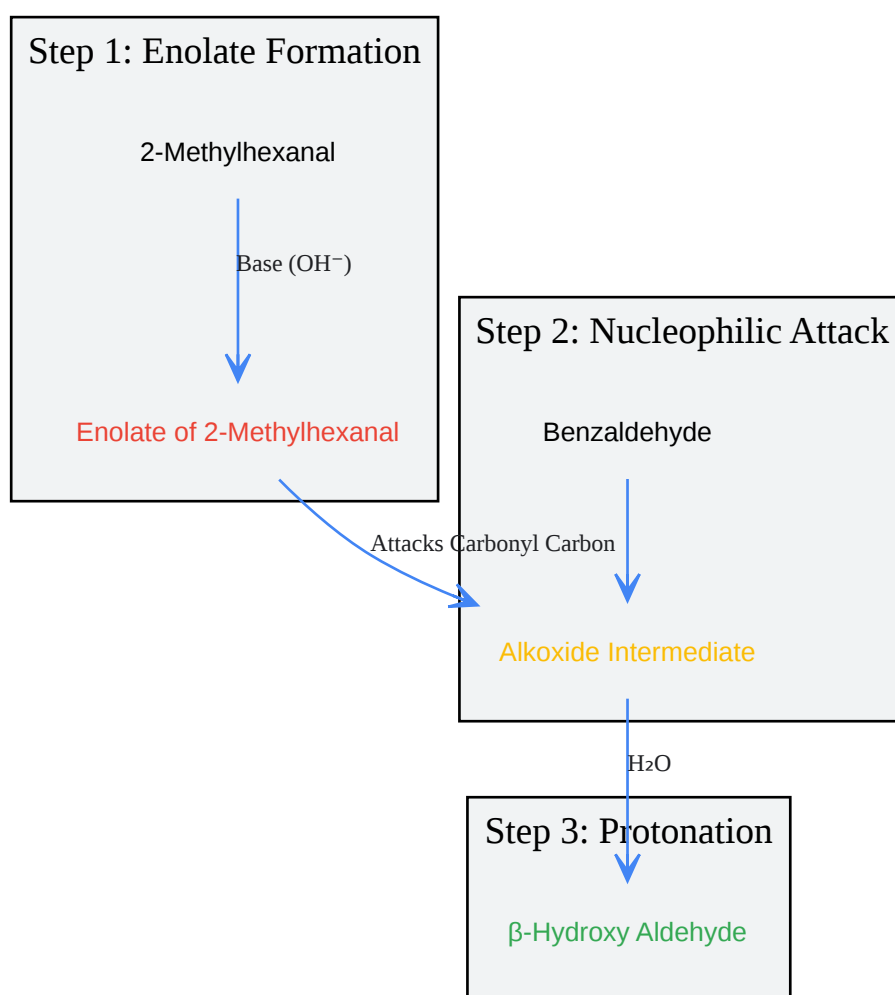 Step 1: Enolate Formation
2-Methylhexanal
Base (OH⁻)
Enolate of 2-Methylhexanal
Step 2: Nucleophilic Attack
Benzaldehyde
Attacks Carbonyl Carbon
Alkoxide Intermediate
H₂O
Step 3: Protonation
β-Hydroxy Aldehyde